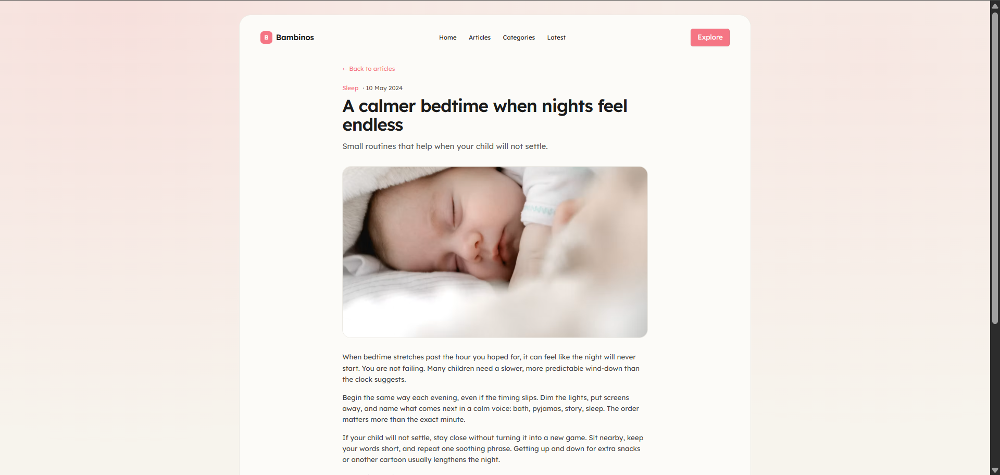 B Bambinos
Home Articles Categories Latest
Explore
← Back to articles
Sleep · 10 May 2024
A calmer bedtime when nights feel
endless
Small routines that help when your child will not settle.
When bedtime stretches past the hour you hoped for, it can feel like the night will never
start. You are not failing. Many children need a slower, more predictable wind-down than
the clock suggests.
Begin the same way each evening, even if the timing slips. Dim the lights, put screens
away, and name what comes next in a calm voice: bath, pyjamas, story, sleep. The order
matters more than the exact minute.
If your child will not settle, stay close without turning it into a new game. Sit nearby, keep
your words short, and repeat one soothing phrase. Getting up and down for extra snacks
or another cartoon usually lengthens the night.